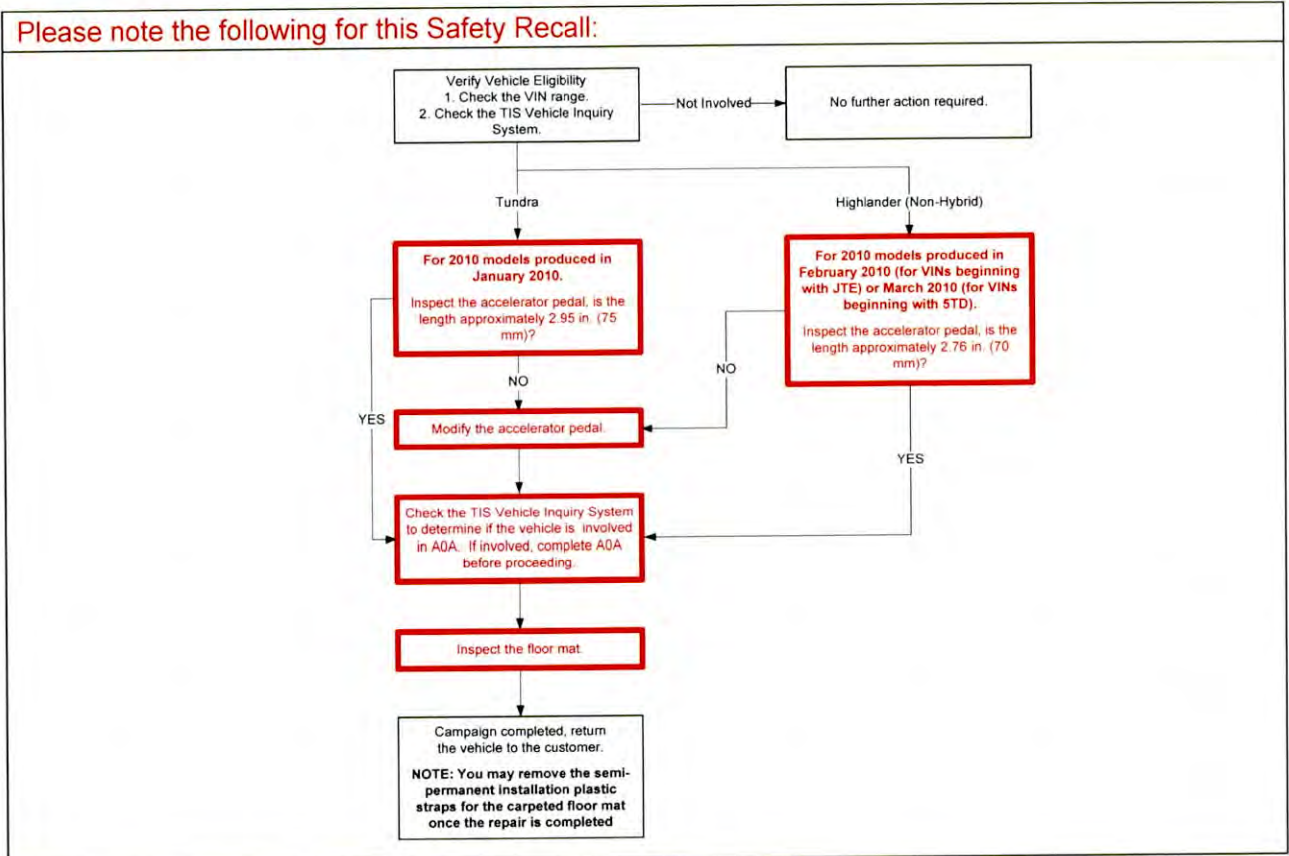 Please note the following for this Safety Recall:
Verify Vehicle Eligibility
1. Check the VIN range.
2. Check the TIS Vehicle Inquiry
System.
Not Involved
No further action required.
Tundra
Highlander (Non-Hybrid)
For 2010 models produced in
January 2010.
Inspect the accelerator pedal, is the
length approximately 2.95 in. (75
mm)?
For 2010 models produced in
February 2010 (for VINs beginning
with JTE) or March 2010 (for VINs
beginning with 5TD).
Inspect the accelerator pedal, is the
length approximately 2.76 in. (70
mm)?
NO
NO
YES
Modify the accelerator pedal.
YES
Check the TIS Vehicle Inquiry System
to determine if the vehicle is involved
in A0A. If involved, complete A0A
before proceeding.
Inspect the floor mat
Campaign completed, return
the vehicle to the customer.
NOTE: You may remove the semi-
permanent installation plastic
straps for the carpeted floor mat
once the repair is completed